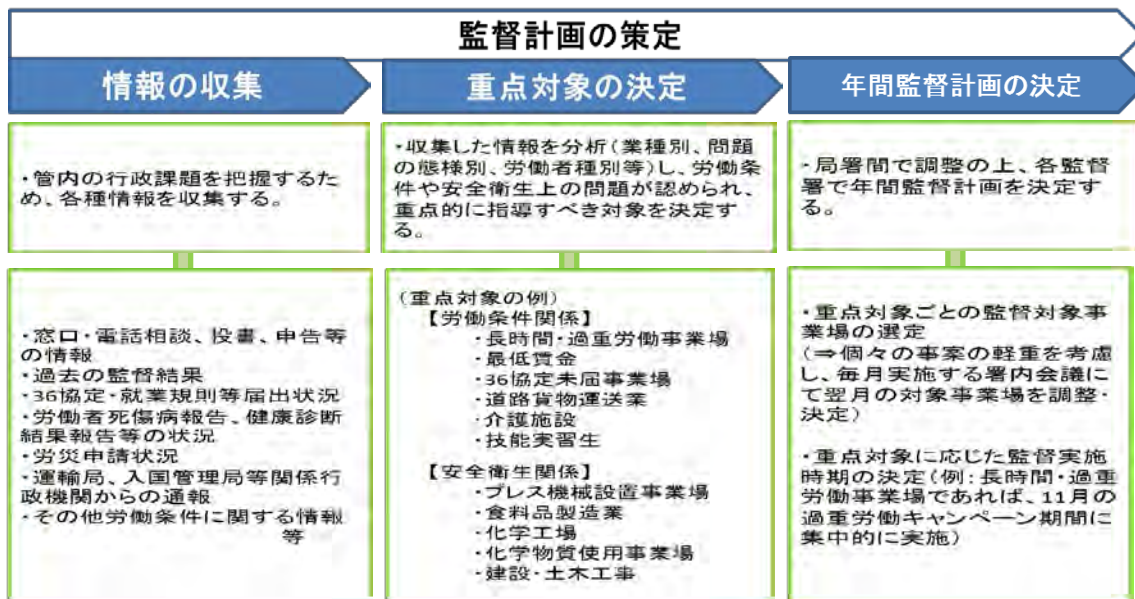 監督計画の策定
情報の収集
重点対象の決定
年間監督計画の決定
・管内の行政課題を把握するた
め、各種情報を収集する。
・収集した情報を分析(業種別、問題
の態様別、労働者種別等)し、労働条
件や安全衛生上の問題が認められ、
重点的に指導すべき対象を決定す
る。
・局署間で調整の上、各監督
署で年間監督計画を決定す
る。
・窓口・電話相談、投書、申告等
の情報
・過去の監督結果
・36協定・就業規則等届出状況
・労働者死傷病報告、健康診断
結果報告等の状況
・労災申請状況
・運輸局、入国管理局等関係行
政機関からの通報
・その他労働条件に関する情報
等
(重点対象の例)
【労働条件関係】
・長時間・過重労働事業場
・最低賃金
・36協定未届事業場
・道路貨物運送業
・介護施設
・技能実習生
【安全衛生関係】
・プレス機械設置事業場
・食料品製造業
・化学工場
・化学物質使用事業場
・建設・土木工事
・重点対象ごとの監督対象事
業場の選定
(⇒個々の事案の軽重を考慮
し、毎月実施する署内会議に
て翌月の対象事業場を調整・
決定)
・重点対象に応じた監督実施
時期の決定(例:長時間・過重
労働事業場であれば、11月の
過重労働キャンペーン期間に
集中的に実施)